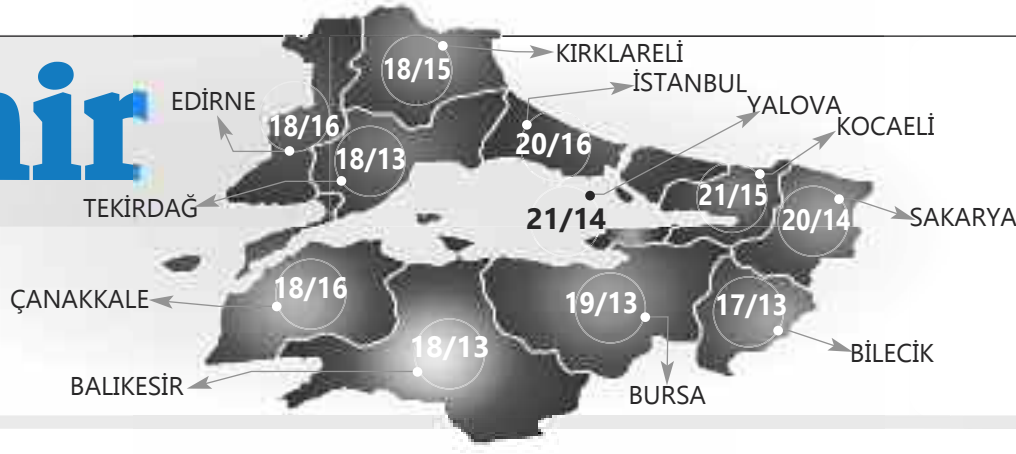 KIRKLARELİ
18/15
İSTANBUL
EDİRNE
YALOVA
18/16
KOCAELİ
20/16
18/13
21/15
TEKİRDAĞ
21/14
20/14
SAKARYA
18/16
ÇANAKKALE
19/13
17/13
18/13
BİLECİK
BALIKESİR
BURSA